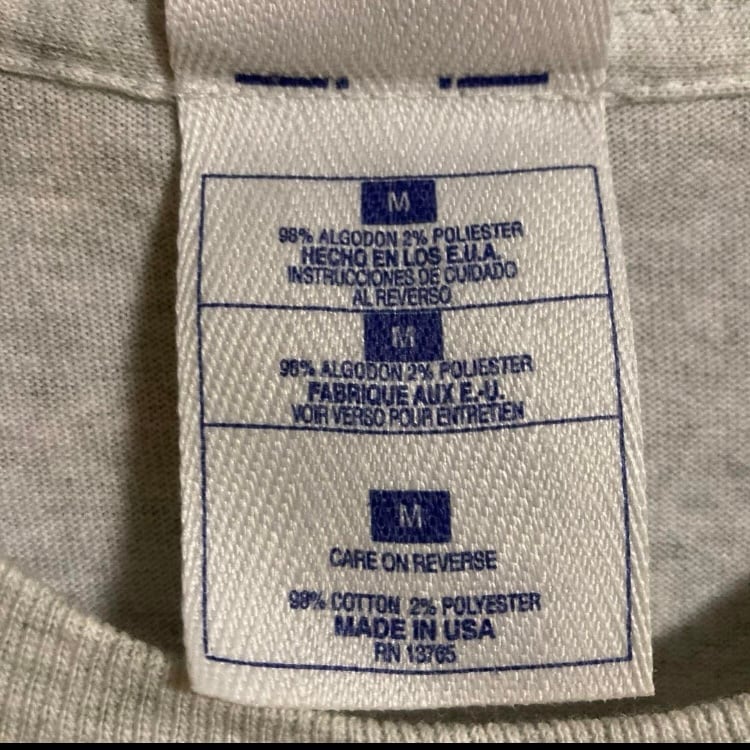 M
98% ALGODON 2% POLIESTER
HECHO EN LOS E.U.A.
INSTRUCCIONES DE CUIDADO
AL REVERSO
M
98% ALGODON 2% POLIESTER
FABRIQUE AUX E.-U.
VOIR VERSO POUR ENTRETIEN
M
CARE ON REVERSE
98% COTTON 2% POLYESTER
MADE IN USA
RN 13765